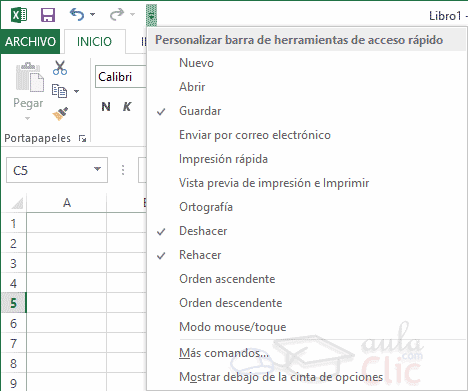 Libro1 -
ARCHIVO
INICIO
Personalizar barra de herramientas de acceso rápido
Nuevo
Abrir
Guardar
Enviar por correo electrónico
Impresión rápida
Vista previa de impresión e Imprimir
Ortografía
Deshacer
Rehacer
Orden ascendente
Orden descendente
Modo mouse/toque
Más comandos...
Mostrar debajo de la cinta de opciones
Pegar
Calibri
N K
Portapapeles
C5
A
1
2
3
4
5
6
7
8
9
aula
.com
Clic